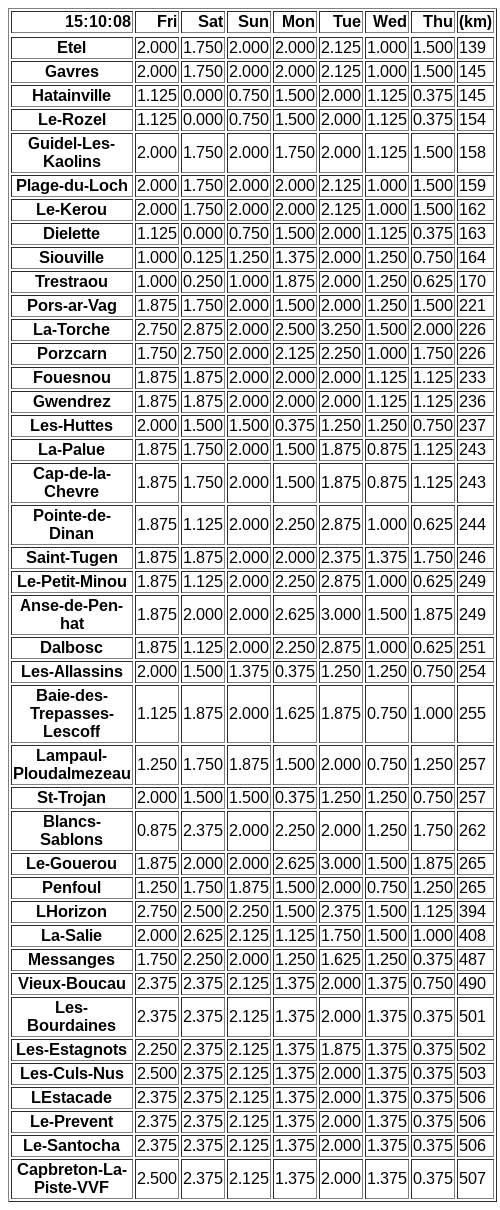 15:10:08 Fri Sat Sun Mon Tue Wed Thu (km)
Etel 2.000 1.750 2.000 2.000 2.125 1.000 1.500 139
Gavres 2.000 1.750 2.000 2.000 2.125 1.000 1.500 145
Hatainville 1.125 0.000 0.750 1.500 2.000 1.125 0.375 145
Le-Rozel 1.125 0.000 0.750 1.500 2.000 1.125 0.375 154
Guidel-Les-
Kaolins 2.000 1.750 2.000 1.750 2.000 1.125 1.500 158
Plage-du-Loch 2.000 1.750 2.000 2.000 2.125 1.000 1.500 159
Le-Kerou 2.000 1.750 2.000 2.000 2.125 1.000 1.500 162
Dielette 1.125 0.000 0.750 1.500 2.000 1.125 0.375 163
Siouville 1.000 0.125 1.250 1.375 2.000 1.250 0.750 164
Trestraou 1.000 0.250 1.000 1.875 2.000 1.250 0.625 170
Pors-ar-Vag 1.875 1.750 2.000 1.500 2.000 1.250 1.500 221
La-Torche 2.750 2.875 2.000 2.500 3.250 1.500 2.000 226
Porzcarn 1.750 2.750 2.000 2.125 2.250 1.000 1.750 226
Fouesnou 1.875 1.875 2.000 2.000 2.000 1.125 1.125 233
Gwendrez 1.875 1.875 2.000 2.000 2.000 1.125 1.125 236
Les-Huttes 2.000 1.500 1.500 0.375 1.250 1.250 0.750 237
La-Palue 1.875 1.750 2.000 1.500 1.875 0.875 1.125 243
Cap-de-la-
Chevre 1.875 1.750 2.000 1.500 1.875 0.875 1.125 243
Pointe-de-
Dinan 1.875 1.125 2.000 2.250 2.875 1.000 0.625 244
Saint-Tugen 1.875 1.875 2.000 2.000 2.375 1.375 1.750 246
Le-Petit-Minou 1.875 1.125 2.000 2.250 2.875 1.000 0.625 249
Anse-de-Pen-
hat 1.875 2.000 2.000 2.625 3.000 1.500 1.875 249
Dalbosc 1.875 1.125 2.000 2.250 2.875 1.000 0.625 251
Les-Allassins 2.000 1.500 1.375 0.375 1.250 1.250 0.750 254
Baie-des-
Trepasses-
Lescoff 1.125 1.875 2.000 1.625 1.875 0.750 1.000 255
Lampaul-
Ploudalmezeau 1.250 1.750 1.875 1.500 2.000 0.750 1.250 257
St-Trojan 2.000 1.500 1.500 0.375 1.250 1.250 0.750 257
Blancs-
Sablons 0.875 2.375 2.000 2.250 2.000 1.250 1.750 262
Le-Gouerou 1.875 2.000 2.000 2.625 3.000 1.500 1.875 265
Penfoul 1.250 1.750 1.875 1.500 2.000 0.750 1.250 265
LHorizon 2.750 2.500 2.250 1.500 2.375 1.500 1.125 394
La-Salie 2.000 2.625 2.125 1.125 1.750 1.500 1.000 408
Messanges 1.750 2.250 2.000 1.250 1.625 1.250 0.375 487
Vieux-Boucau 2.375 2.375 2.125 1.375 2.000 1.375 0.750 490
Les-
Bourdaines 2.375 2.375 2.125 1.375 2.000 1.375 0.375 501
Les-Estagnots 2.250 2.375 2.125 1.375 1.875 1.375 0.375 502
Les-Culs-Nus 2.500 2.375 2.125 1.375 2.000 1.375 0.375 503
LEstacade 2.375 2.375 2.125 1.375 2.000 1.375 0.375 506
Le-Prevent 2.375 2.375 2.125 1.375 2.000 1.375 0.375 506
Le-Santocha 2.375 2.375 2.125 1.375 2.000 1.375 0.375 506
Capbreton-La-
Piste-VVF 2.500 2.375 2.125 1.375 2.000 1.375 0.375 507